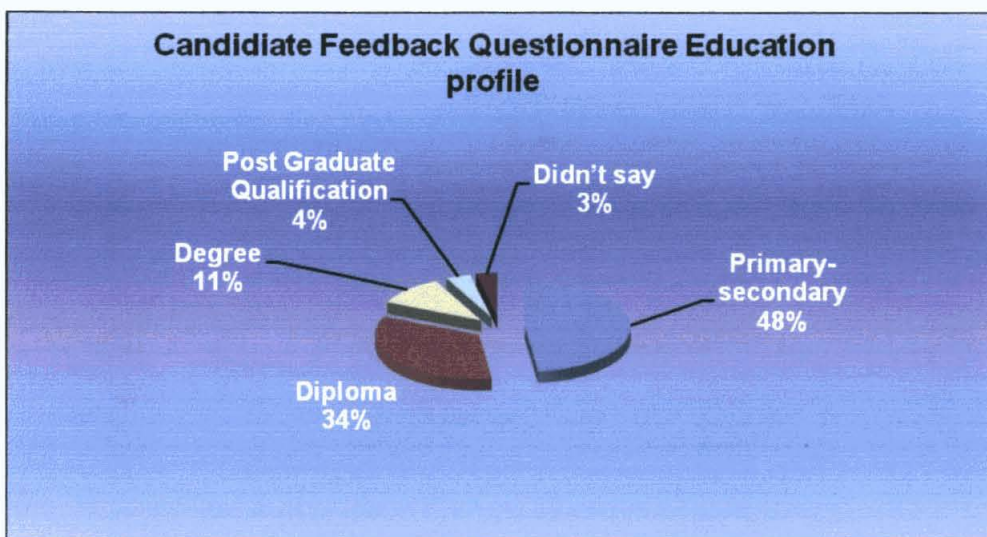 Candidiate Feedback Questionnaire Education
profile
Post Graduate
Qualification
4%
Didn't say
3%
Degree
11%
Primary-
secondary
48%
Diploma
34%